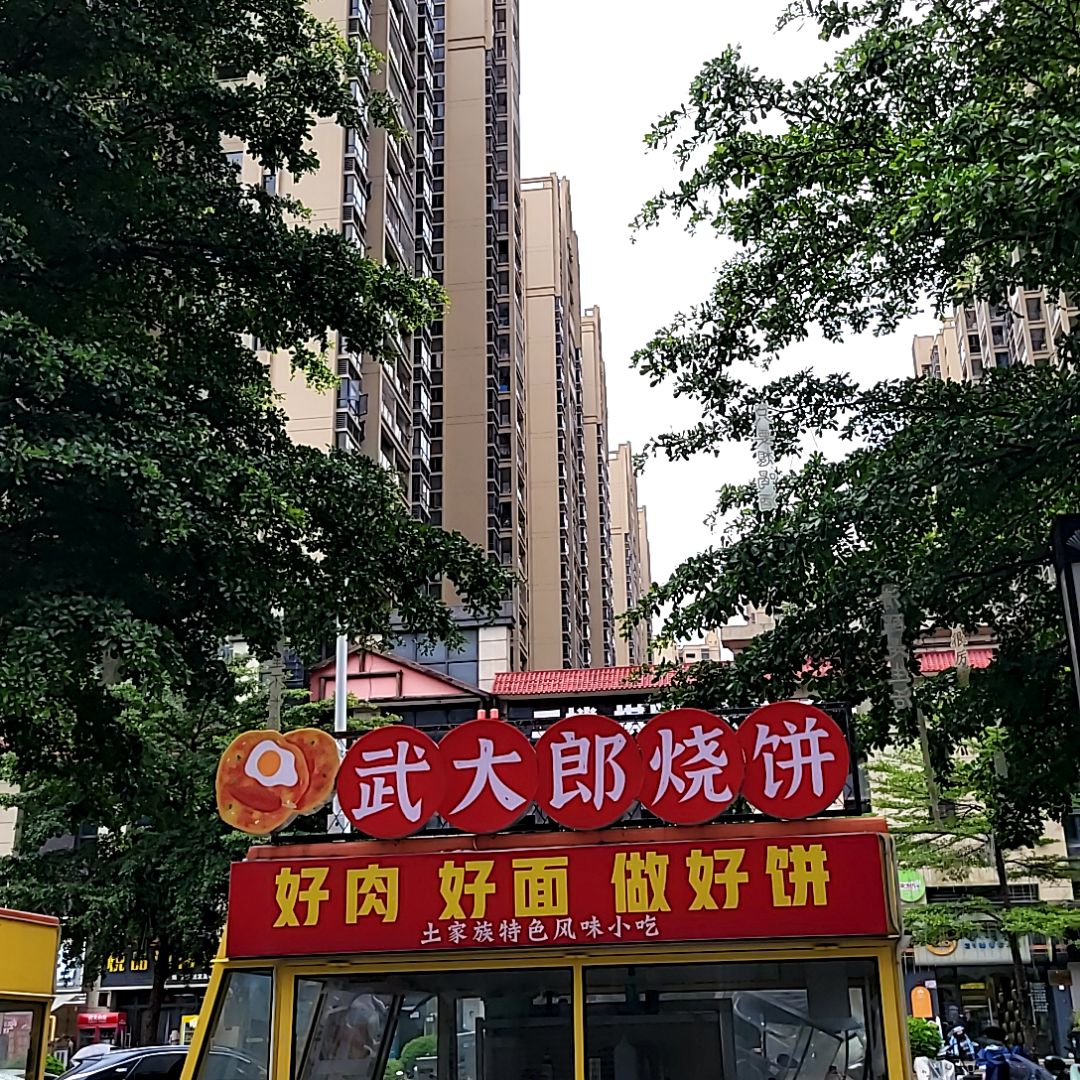 武大郎烧饼
好肉 好面 做好饼
土家族特色风味小吃